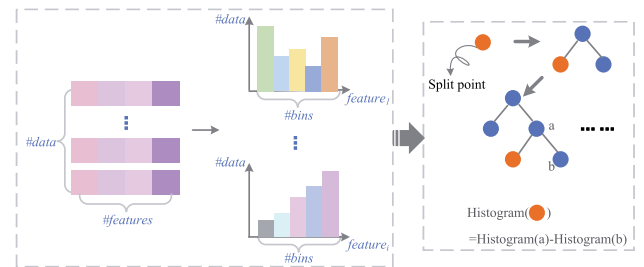 #data
#features
#data
#bins
feature₁
#data
#bins
featureᵢ
Split point
a
b
Histogram( )
=Histogram(a)-Histogram(b)